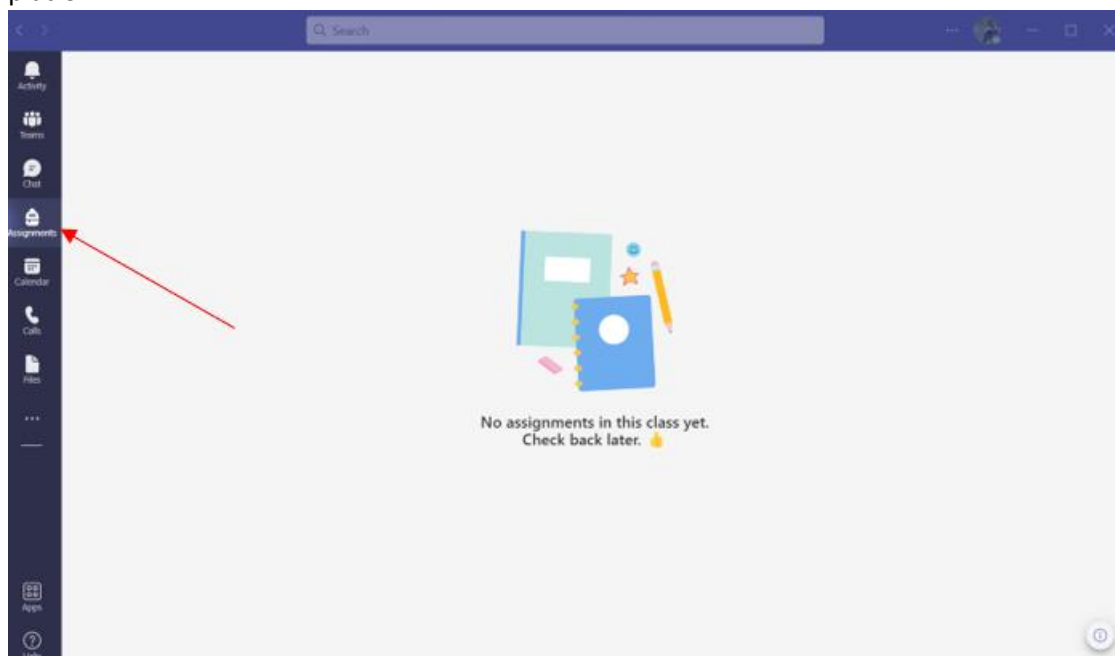 Search
Activity
Teams
Chat
Assignments
Calendar
Calls
Files
No assignments in this class yet.
Check back later. 👍
Apps
Help